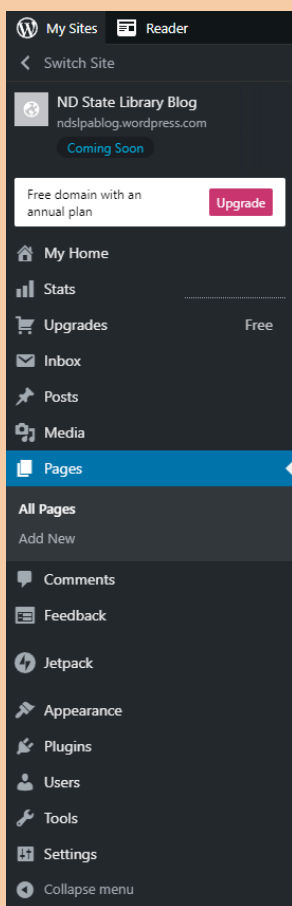 My Sites Reader
Switch Site
ND State Library Blog
ndslpablog.wordpress.com
Coming Soon
Free domain with an
annual plan
Upgrade
My Home
Stats
Upgrades Free
Inbox
Posts
Media
Pages
All Pages
Add New
Comments
Feedback
Jetpack
Appearance
Plugins
Users
Tools
Settings
Collapse menu